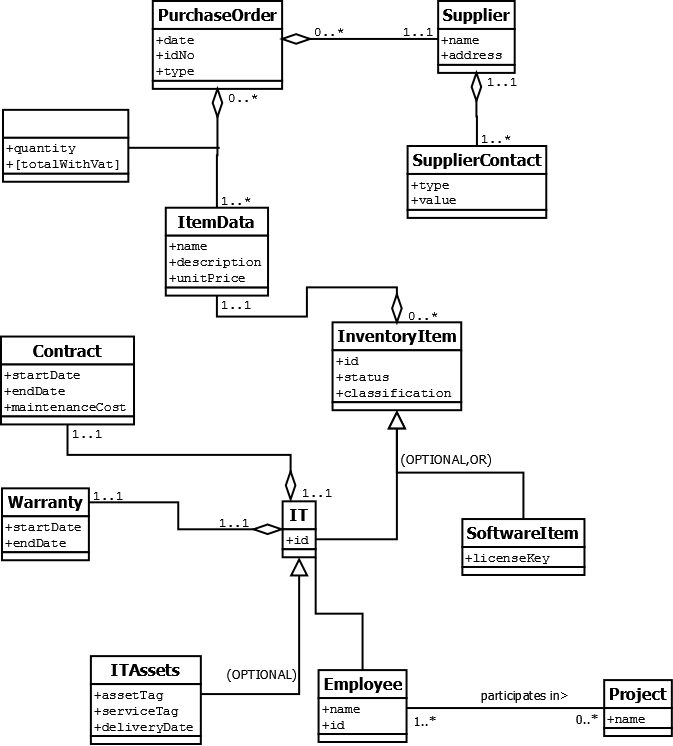 PurchaseOrder
+date
+idNo
+type
0..*
1..1
Supplier
+name
+address
1..1
0..*
+quantity
+[totalWithVat]
1..*
SupplierContact
+type
+value
1..*
ItemData
+name
+description
+unitPrice
1..1
0..*
InventoryItem
+id
+status
+classification
Contract
+startDate
+endDate
+maintenanceCost
1..1
(OPTIONAL,OR)
Warranty
+startDate
+endDate
1..1
1..1
1..1
IT
+id
SoftwareItem
+licenseKey
ITAssets
+assetTag
+serviceTag
+deliveryDate
(OPTIONAL)
Employee
+name
+id
participates in>
1..*
0..*
Project
+name